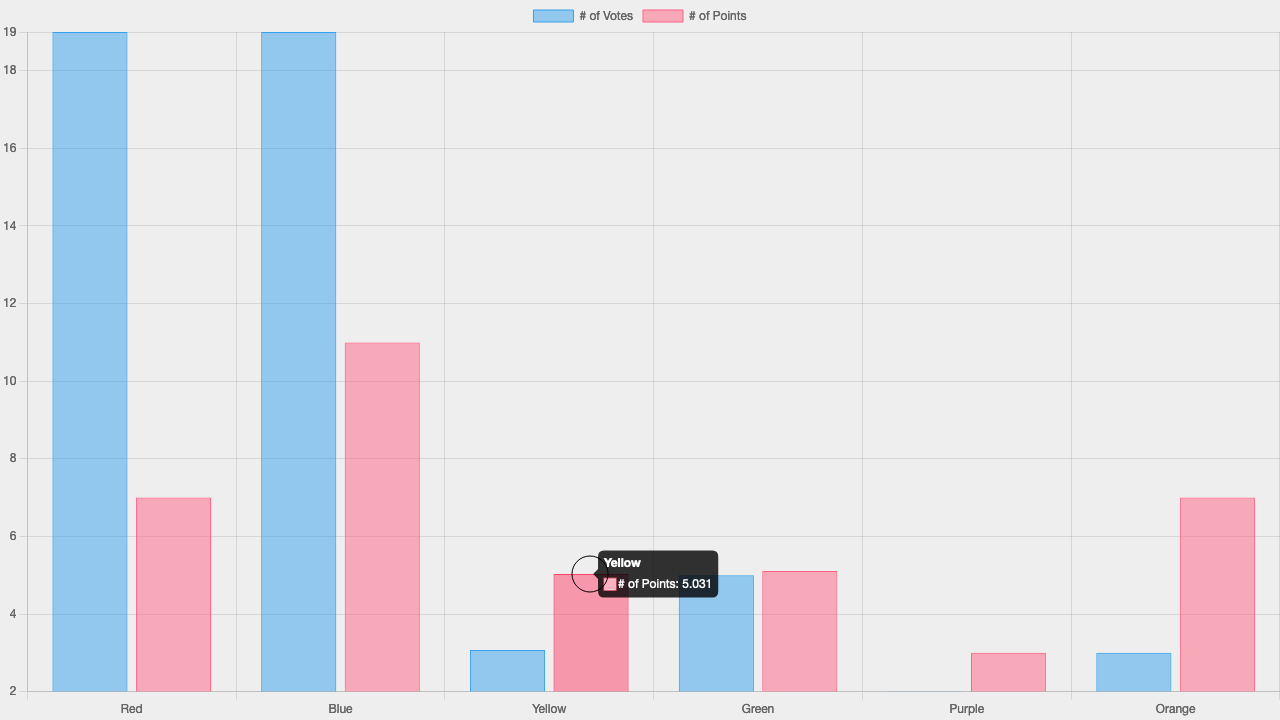 # of Votes # of Points
19
18
16
14
12
10
8
6
4
2
Yellow
# of Points: 5.031
Red Blue Yellow Green Purple Orange